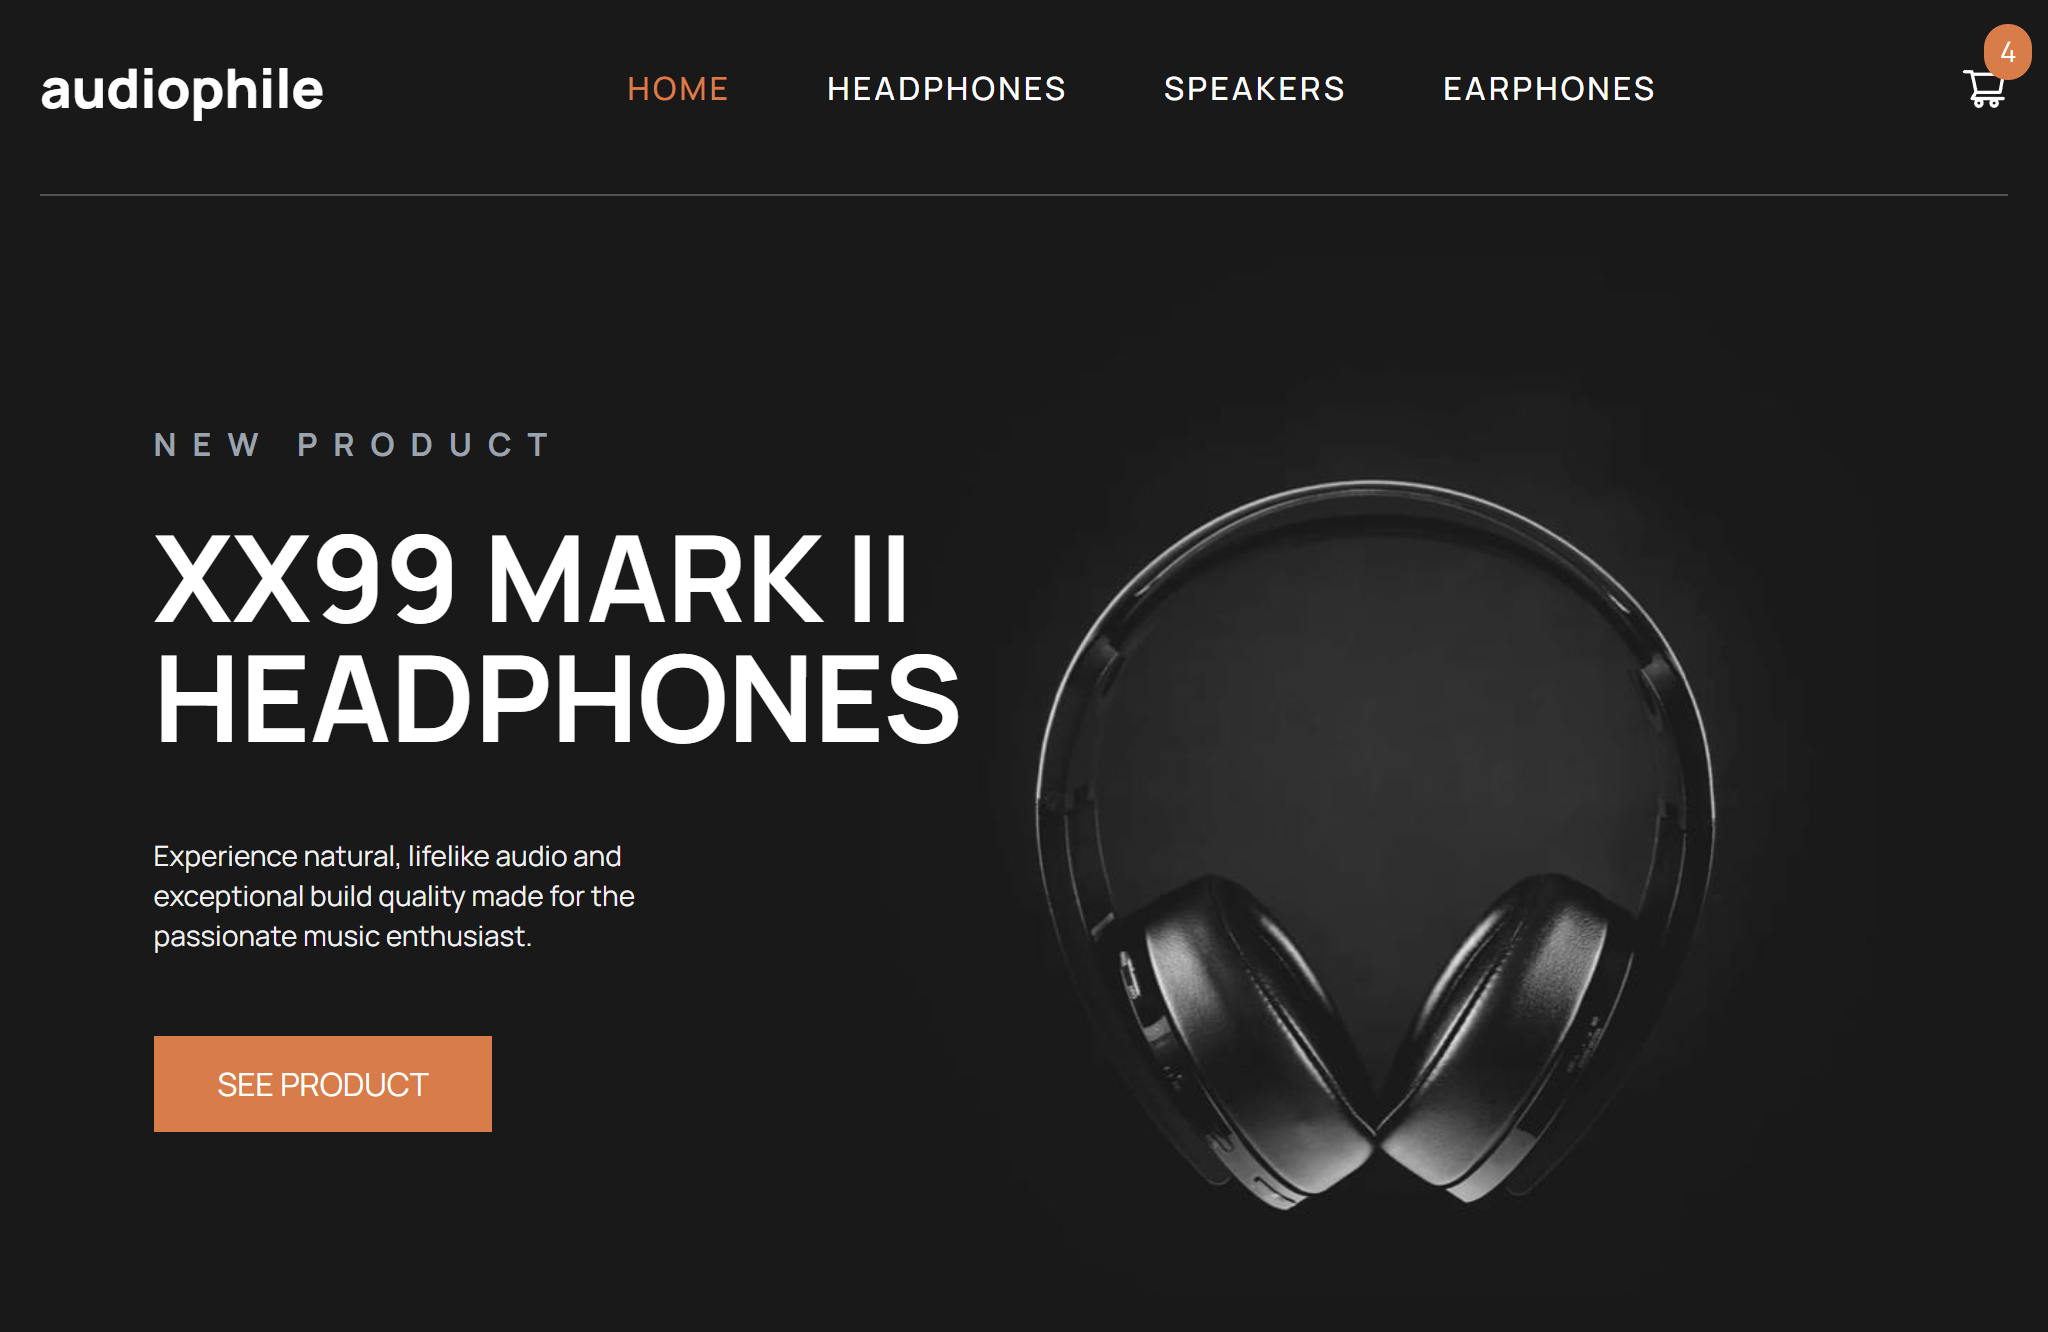 audiophile
HOME
HEADPHONES
SPEAKERS
EARPHONES
4
NEW PRODUCT
XX99 MARK II
HEADPHONES
Experience natural, lifelike audio and
exceptional build quality made for the
passionate music enthusiast.
SEE PRODUCT